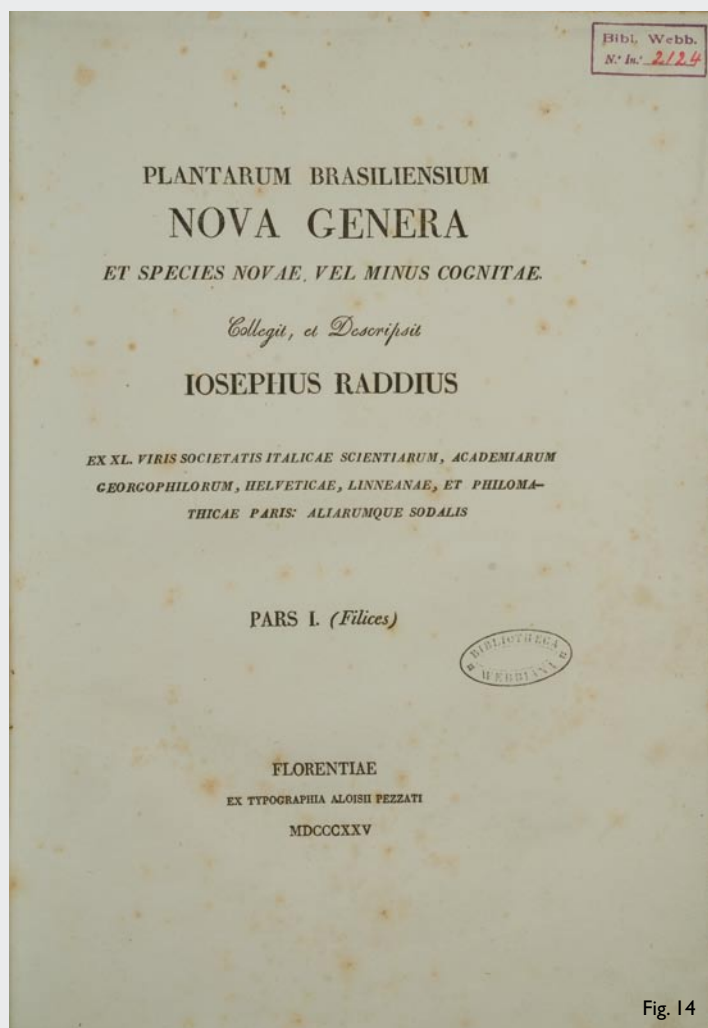 Bibl. Webb.
N.º In.º 2124
PLANTARUM BRASILIENSIUM
NOVA GENERA
ET SPECIES NOVAE, VEL MINUS COGNITAE.
Collegit, et Descripsit
IOSEPHUS RADDIUS
EX XL. VIRIS SOCIETATIS ITALICAE SCIENTIARUM, ACADEMIARUM
GEORGOPHILORUM, HELVETICAE, LINNEANAE, ET PHILOMA–
THICAE PARIS: ALIARUMQUE SODALIS
PARS I. (Filices)
BIBLIOTHECA
WEBBIANA
FLORENTIAE
EX TYPOGRAPHIA ALOISII PEZZATI
MDCCCXXV
Fig. 14